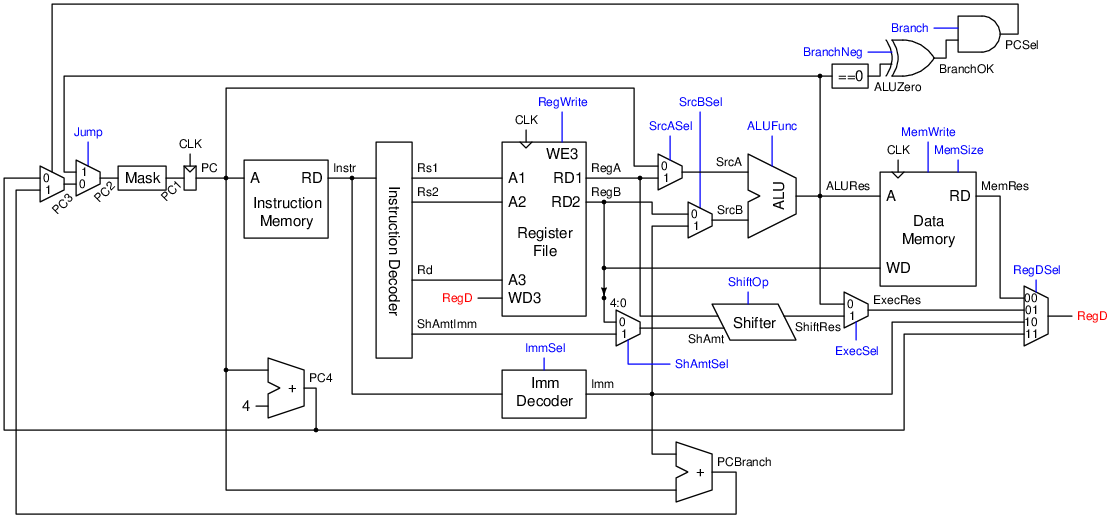 Branch
PCSel
BranchNeg
BranchOK
==0
ALUZero
RegWrite
SrcBSel
CLK
SrcASel
ALUFunc
MemWrite
Jump
CLK
PC
WE3
CLK
MemSize
0
1
PC3
1
0
PC2
Mask
PC1
A
RD
Instruction
Memory
Instr
Instruction Decoder
Rs1
Rs2
Rd
ShAmtImm
A1
A2
A3
WD3
RD1
RD2
Register
File
RegD
RegA
RegB
0
1
SrcA
0
1
SrcB
ALU
ALURes
A
RD
Data
Memory
WD
MemRes
RegDSel
4:0
0
1
ShAmtSel
ShAmt
ShiftOp
Shifter
ShiftRes
0
1
ExecRes
ExecSel
00
01
10
11
RegD
4
+
PC4
ImmSel
Imm
Decoder
Imm
+
PCBranch